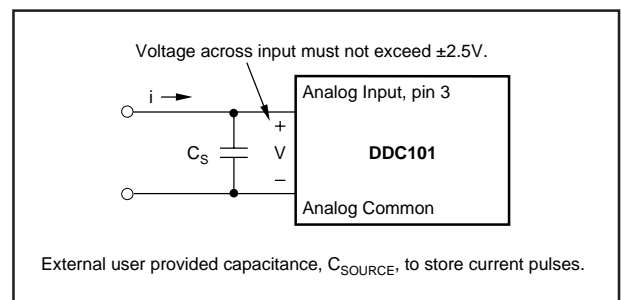 Voltage across input must not exceed ±2.5V.
Analog Input, pin 3
i
+
C_S
V
DDC101
–
Analog Common
External user provided capacitance, C_SOURCE, to store current pulses.